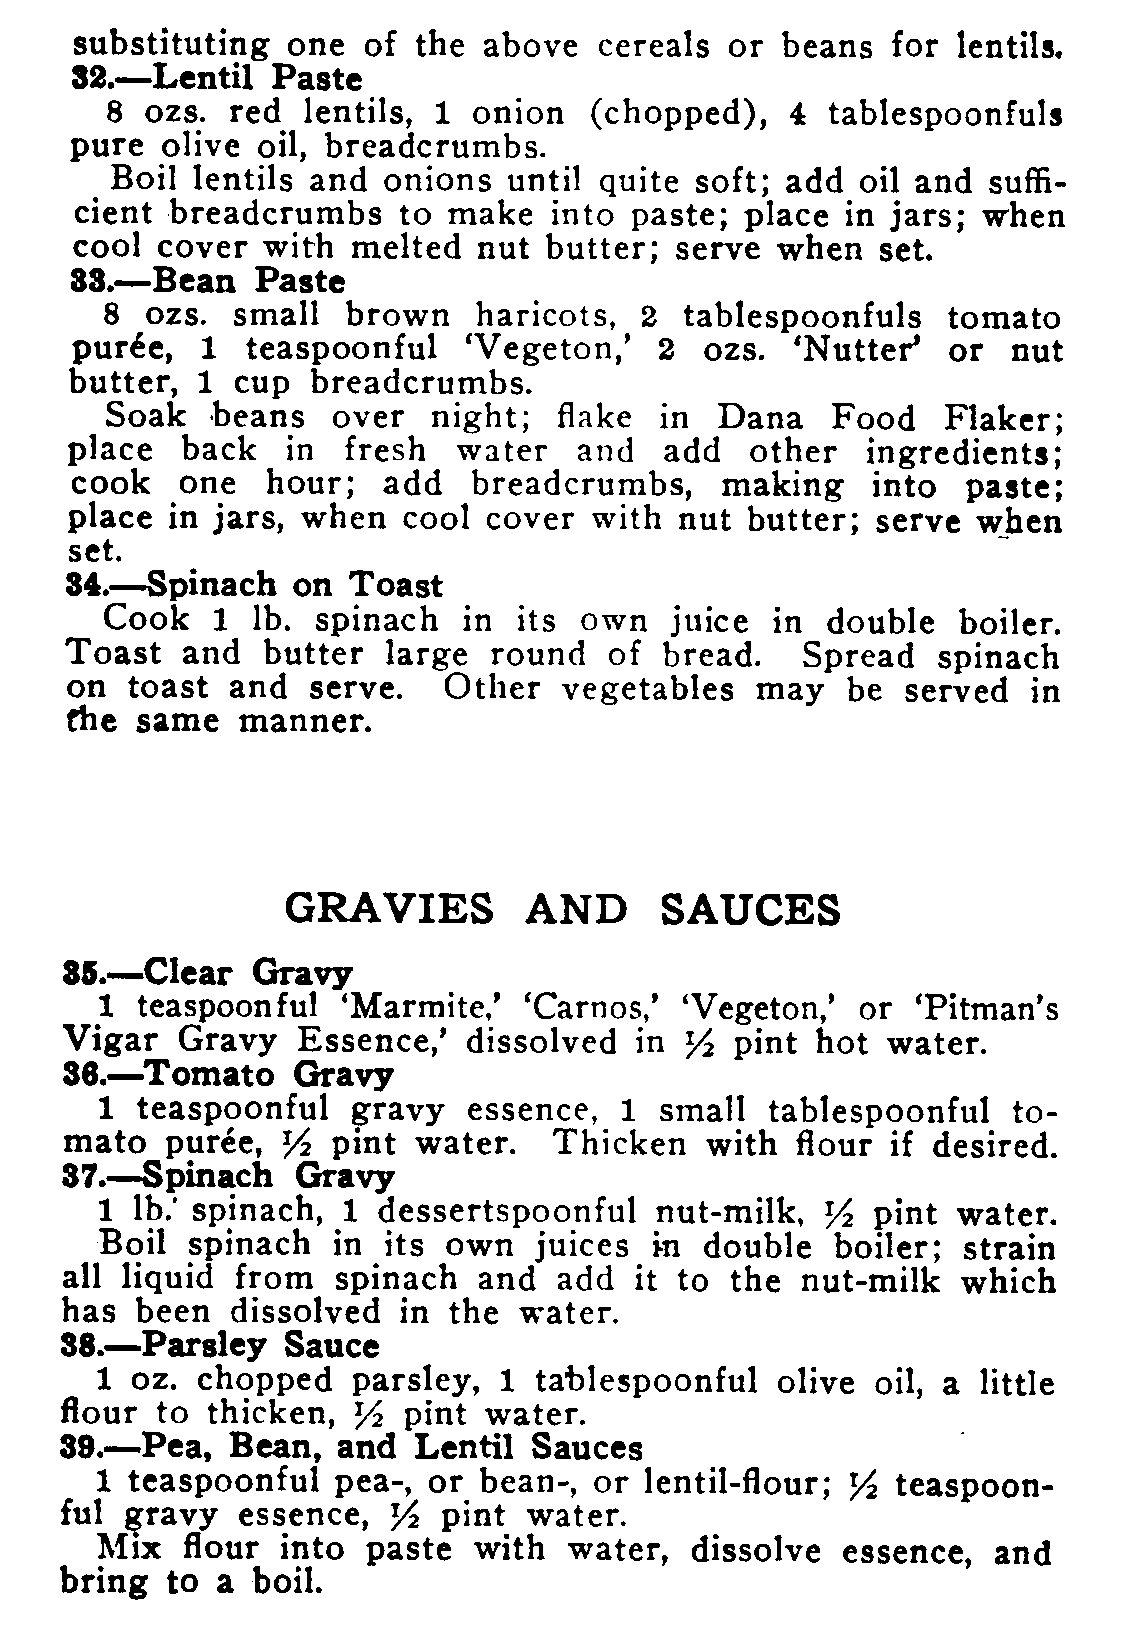 substituting one of the above cereals or beans for lentils.
32.—Lentil Paste
8 ozs. red lentils, 1 onion (chopped), 4 tablespoonfuls
pure olive oil, breadcrumbs.
Boil lentils and onions until quite soft; add oil and suffi-
cient breadcrumbs to make into paste; place in jars; when
cool cover with melted nut butter; serve when set.
33.—Bean Paste
8 ozs. small brown haricots, 2 tablespoonfuls tomato
purée, 1 teaspoonful ‘Vegeton,’ 2 ozs. ‘Nutter’ or nut
butter, 1 cup breadcrumbs.
Soak beans over night; flake in Dana Food Flaker;
place back in fresh water and add other ingredients;
cook one hour; add breadcrumbs, making into paste;
place in jars, when cool cover with nut butter; serve when
set.
34.—Spinach on Toast
Cook 1 lb. spinach in its own juice in double boiler.
Toast and butter large round of bread. Spread spinach
on toast and serve. Other vegetables may be served in
the same manner.
GRAVIES AND SAUCES
35.—Clear Gravy
1 teaspoonful ‘Marmite,’ ‘Carnos,’ ‘Vegeton,’ or ‘Pitman’s
Vigar Gravy Essence,’ dissolved in ½ pint hot water.
36.—Tomato Gravy
1 teaspoonful gravy essence, 1 small tablespoonful to-
mato purée, ½ pint water. Thicken with flour if desired.
37.—Spinach Gravy
1 lb. spinach, 1 dessertspoonful nut-milk, ½ pint water.
Boil spinach in its own juices in double boiler; strain
all liquid from spinach and add it to the nut-milk which
has been dissolved in the water.
38.—Parsley Sauce
1 oz. chopped parsley, 1 tablespoonful olive oil, a little
flour to thicken, ½ pint water.
39.—Pea, Bean, and Lentil Sauces
1 teaspoonful pea-, or bean-, or lentil-flour; ½ teaspoon-
ful gravy essence, ½ pint water.
Mix flour into paste with water, dissolve essence, and
bring to a boil.